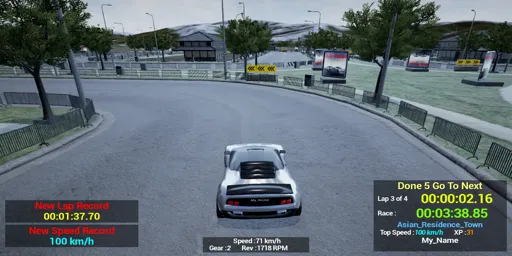 New Lap Record
00:01:37.70
New Speed Record
100 km/h
Speed : 71 km/h
Gear : 2 Rev : 1718 RPM
Done 5 Go To Next
Lap 3 of 4 00:00:02.16
Race : 00:03:38.85
Asian_Residence_Town
Top Speed : 100 km/h XP : 31
My_Name